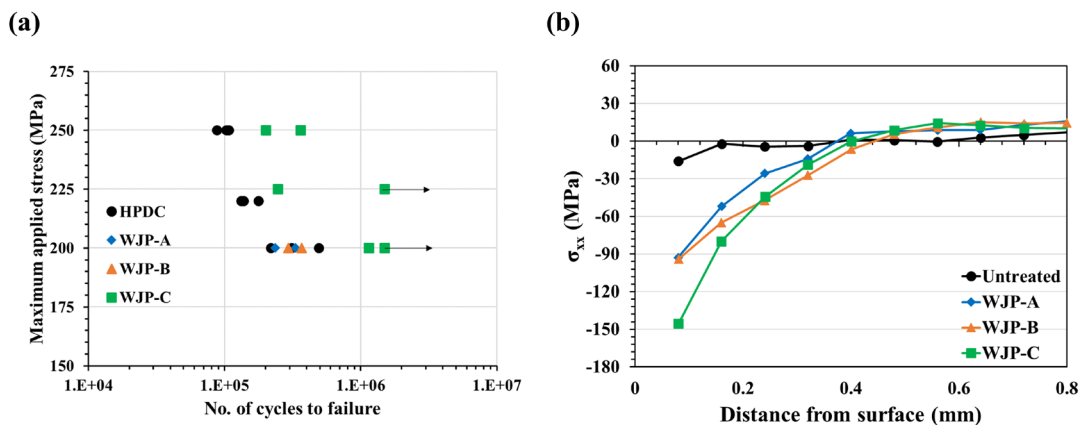 (a)
Maximum applied stress (MPa)
275
250
225
200
175
150
HPDC
WJP-A
WJP-B
WJP-C
1.E+04
1.E+05
1.E+06
1.E+07
No. of cycles to failure
(b)
σxx (MPa)
60
30
0
-30
-60
-90
-120
-150
-180
Untreated
WJP-A
WJP-B
WJP-C
0
0.2
0.4
0.6
0.8
Distance from surface (mm)